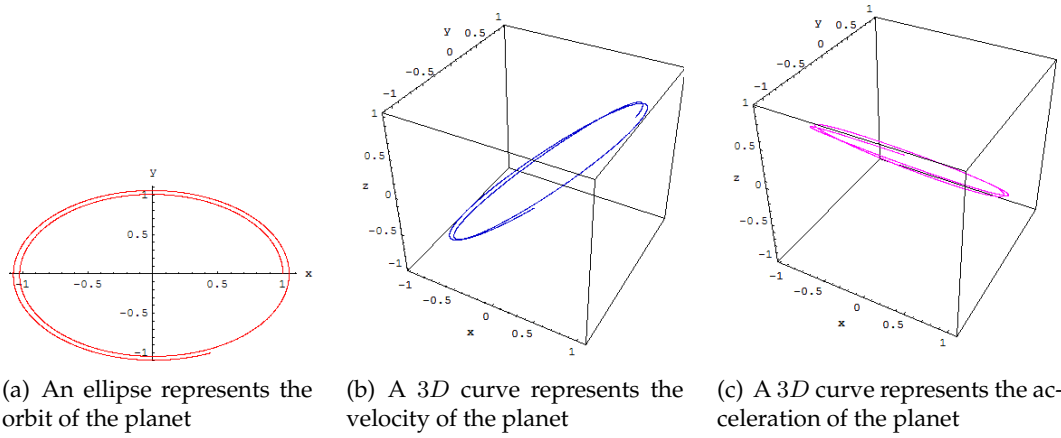 y
1
0.5
-1
-0.5
0.5
1
x
-0.5
-1
(a) An ellipse represents the
orbit of the planet
1
y
0.5
0
-0.5
-1
1
0.5
z
0
-0.5
-1
-1
-0.5
0
0.5
1
x
(b) A 3D curve represents the
velocity of the planet
1
y
0.5
0
-0.5
-1
1
0.5
z
0
-0.5
-1
-1
-0.5
0
0.5
1
x
(c) A 3D curve represents the ac-
celeration of the planet